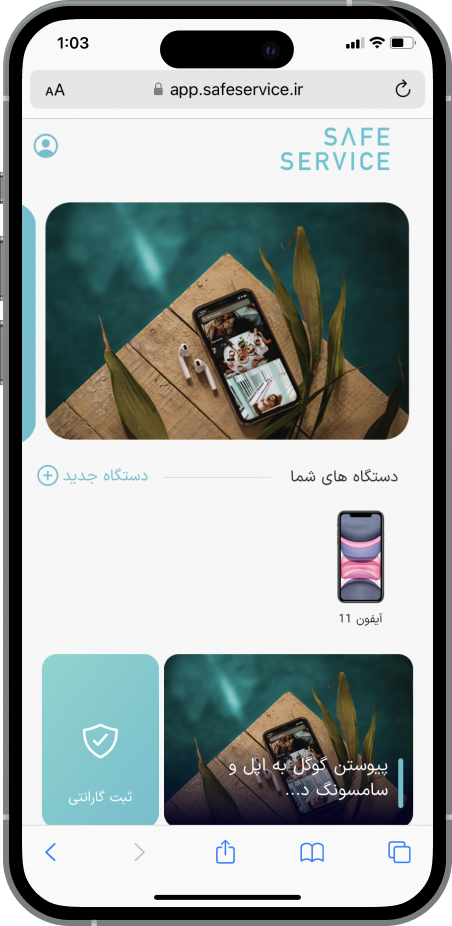 1:03
AA app.safeservice.ir
SAFE
SERVICE
دستگاه های شما
دستگاه جدید
آیفون 11
پیوستن گوگل به اپل و
سامسونگ د...
ثبت گارانتی